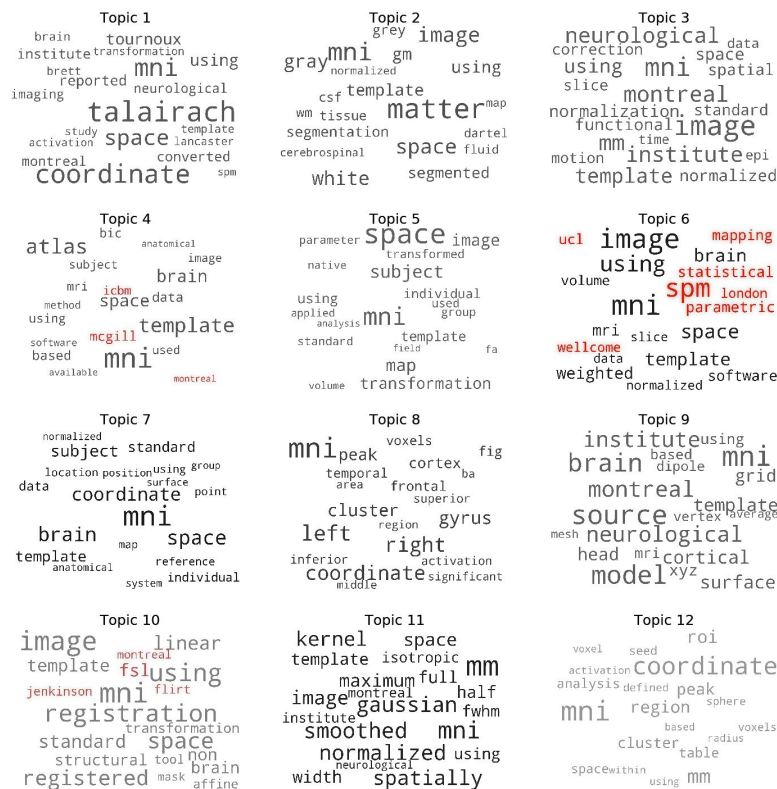 Topic 1
brain
tournoux
institute
transformation
mni
using
brett
reported
neurological
imaging
talairach
study
activation
space
template
lancaster
montreal
converted
coordinate
spm
Topic 2
grey
image
mni
gm
gray
normalized
using
template
csf
matter
map
wm
tissue
segmentation
dartel
cerebrospinal
space
fluid
white
segmented
Topic 3
neurological
data
correction
space
using
mni
spatial
slice
montreal
normalization
standard
functional
image
mm
time
institute
epi
motion
template
normalized
Topic 4
bic
atlas
anatomical
image
subject
brain
mri
icbm
method
space
data
using
template
mcgill
software
based
mni
used
available
montreal
Topic 5
parameter
space
image
transformed
native
subject
using
individual
used
applied
mni
group
analysis
standard
template
field
fa
map
volume
transformation
Topic 6
ucl
image
mapping
using
brain
statistical
volume
spm
london
mni
parametric
mri
slice
space
wellcome
data
template
weighted
software
normalized
Topic 7
normalized
subject
standard
location
position
using
group
surface
data
coordinate
point
mni
brain
space
map
template
reference
anatomical
system
individual
Topic 8
mni
peak
voxels
fig
cortex
temporal
ba
area
frontal
superior
cluster
gyrus
region
left
right
inferior
activation
coordinate
significant
middle
Topic 9
institute
using
brain
based
mni
dipole
grid
montreal
template
source
vertex
average
mesh
neurological
head
mri
cortical
model
xyz
surface
Topic 10
image
linear
montreal
template
fsl
using
jenkinson
mni
flirt
registration
transformation
standard
space
structural
tool
non
brain
registered
mask
affine
Topic 11
kernel
space
template
isotropic
mm
maximum
full
image
montreal
half
gaussian
fwhm
institute
smoothed
mni
normalized
using
neurological
width
spatially
Topic 12
roi
voxel
seed
activation
coordinate
analysis
defined
peak
mni
region
sphere
based
voxels
cluster
radius
table
space
within
using
mm